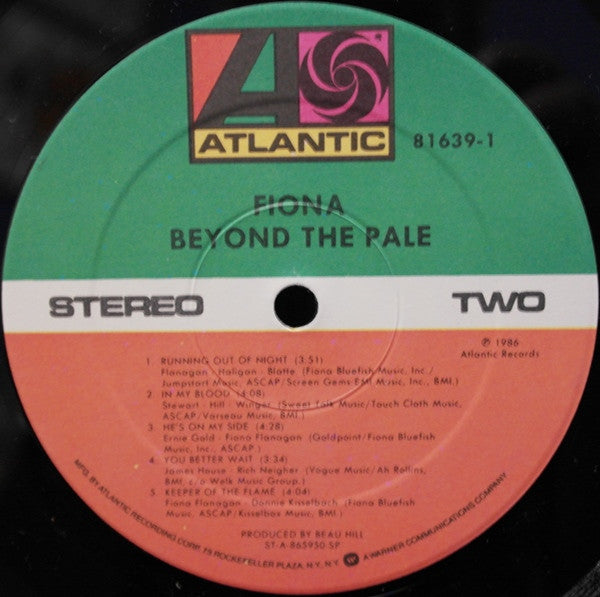 ATLANTIC
81639-1
FIONA
BEYOND THE PALE
STEREO
TWO
℗ 1986
Atlantic Records
1. RUNNING OUT OF NIGHT (3:51)
Flanagan - Halligan - Blatte (Fiona Bluefish Music, Inc./
Jumpstart Music, ASCAP/Screen Gems-EMI Music, Inc., BMI.)
2. IN MY BLOOD (4:08)
Stewart - Hill - Winger (Sweet Talk Music/Touch Cloth Music,
ASCAP/Varseau Music, BMI.)
3. HE'S ON MY SIDE (4:28)
Ernie Gold - Fiona Flanagan (Goldpoint/Fiona Bluefish
Music, Inc., ASCAP.)
4. YOU BETTER WAIT (3:34)
James House - Rich Neigher (Vogue Music/Ah Rollins,
BMI, c/o Welk Music Group.)
5. KEEPER OF THE FLAME (4:04)
Fiona Flanagan - Donnie Kisselbach (Fiona Bluefish
Music, ASCAP/Kisselbox Music, BMI.)
PRODUCED BY BEAU HILL
ST-A-865950-SP
MFG. BY ATLANTIC RECORDING CORP., 75 ROCKEFELLER PLAZA, N.Y., N.Y. A WARNER COMMUNICATIONS COMPANY